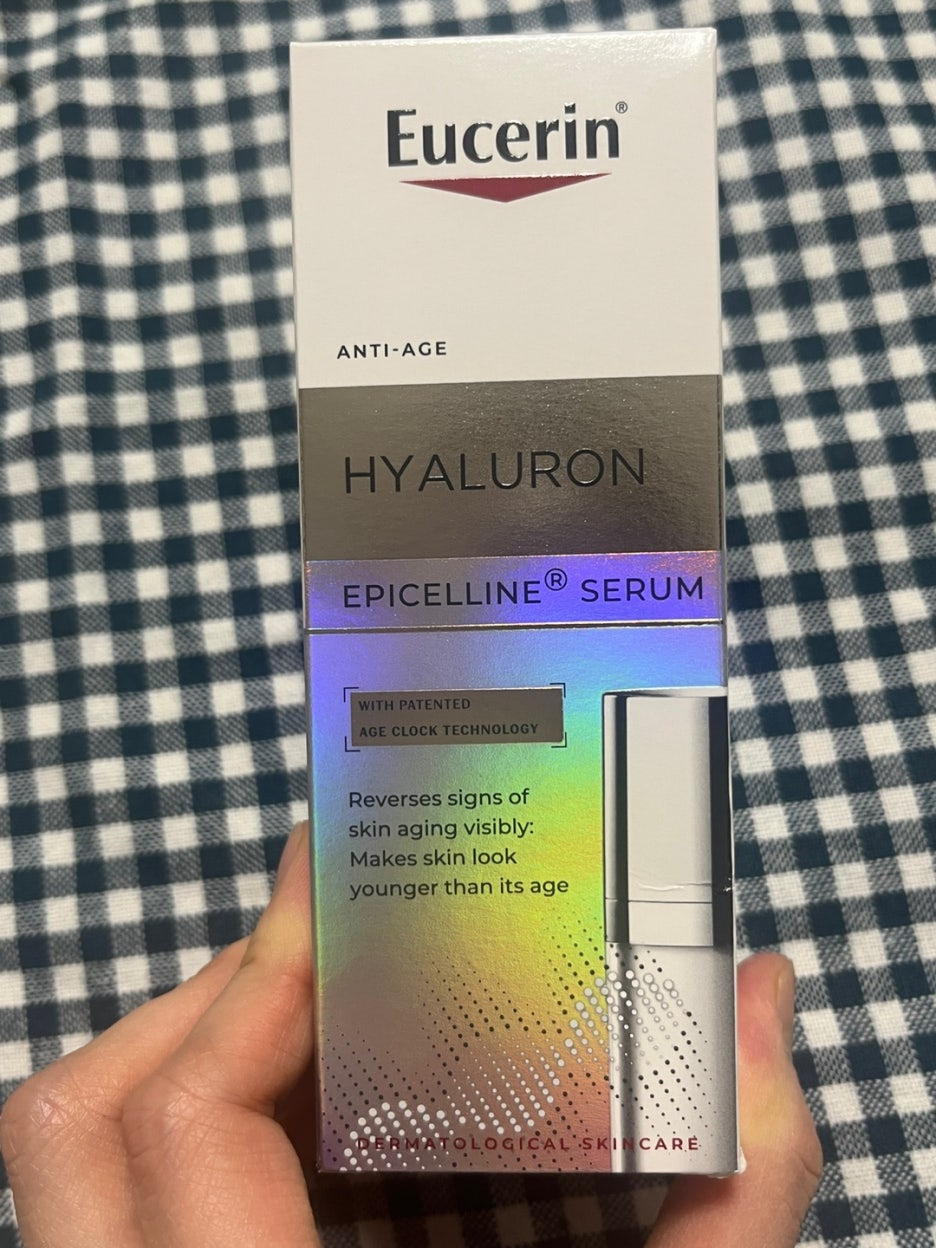 Eucerin®
ANTI-AGE
HYALURON
EPICELLINE® SERUM
WITH PATENTED
AGE CLOCK TECHNOLOGY
Reverses signs of
skin aging visibly:
Makes skin look
younger than its age
DERMATOLOGICAL SKINCARE